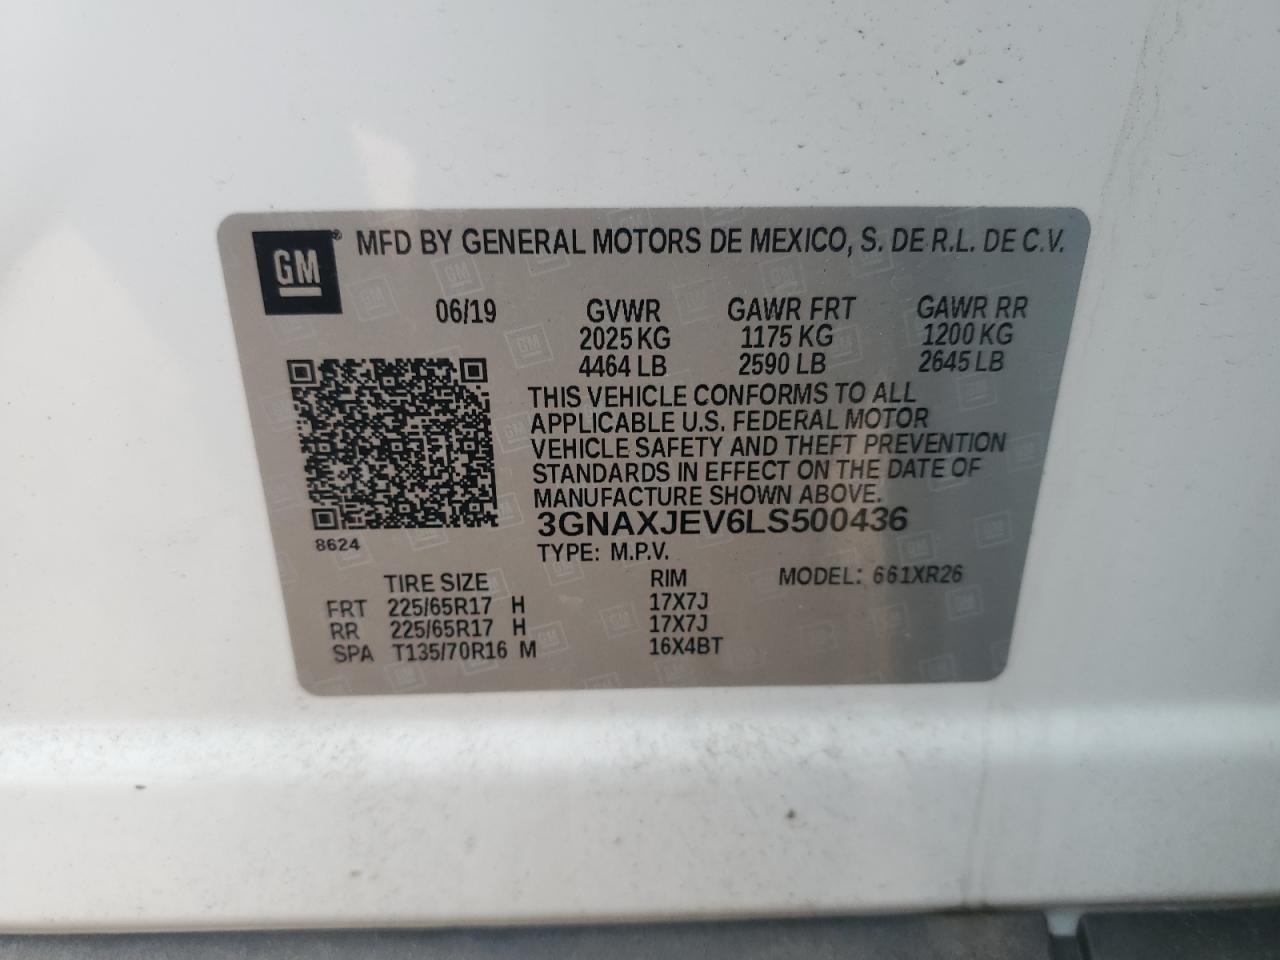 GM® MFD BY GENERAL MOTORS DE MEXICO, S. DE R.L. DE C.V.
06/19 GVWR GAWR FRT GAWR RR
2025 KG 1175 KG 1200 KG
4464 LB 2590 LB 2645 LB
THIS VEHICLE CONFORMS TO ALL
APPLICABLE U.S. FEDERAL MOTOR
VEHICLE SAFETY AND THEFT PREVENTION
STANDARDS IN EFFECT ON THE DATE OF
MANUFACTURE SHOWN ABOVE.
3GNAXJEV6LS500436
8624
TYPE: M.P.V.
TIRE SIZE RIM MODEL: 661XR26
FRT 225/65R17 H 17X7J
RR 225/65R17 H 17X7J
SPA T135/70R16 M 16X4BT